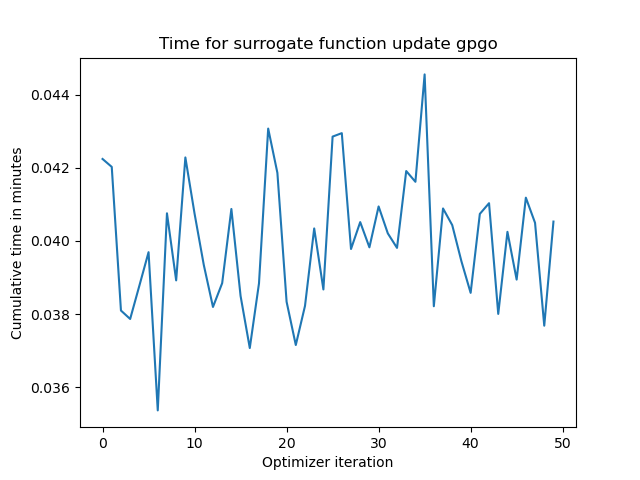 Time for surrogate function update gpgo
Cumulative time in minutes
0.044
0.042
0.040
0.038
0.036
0 10 20 30 40 50
Optimizer iteration